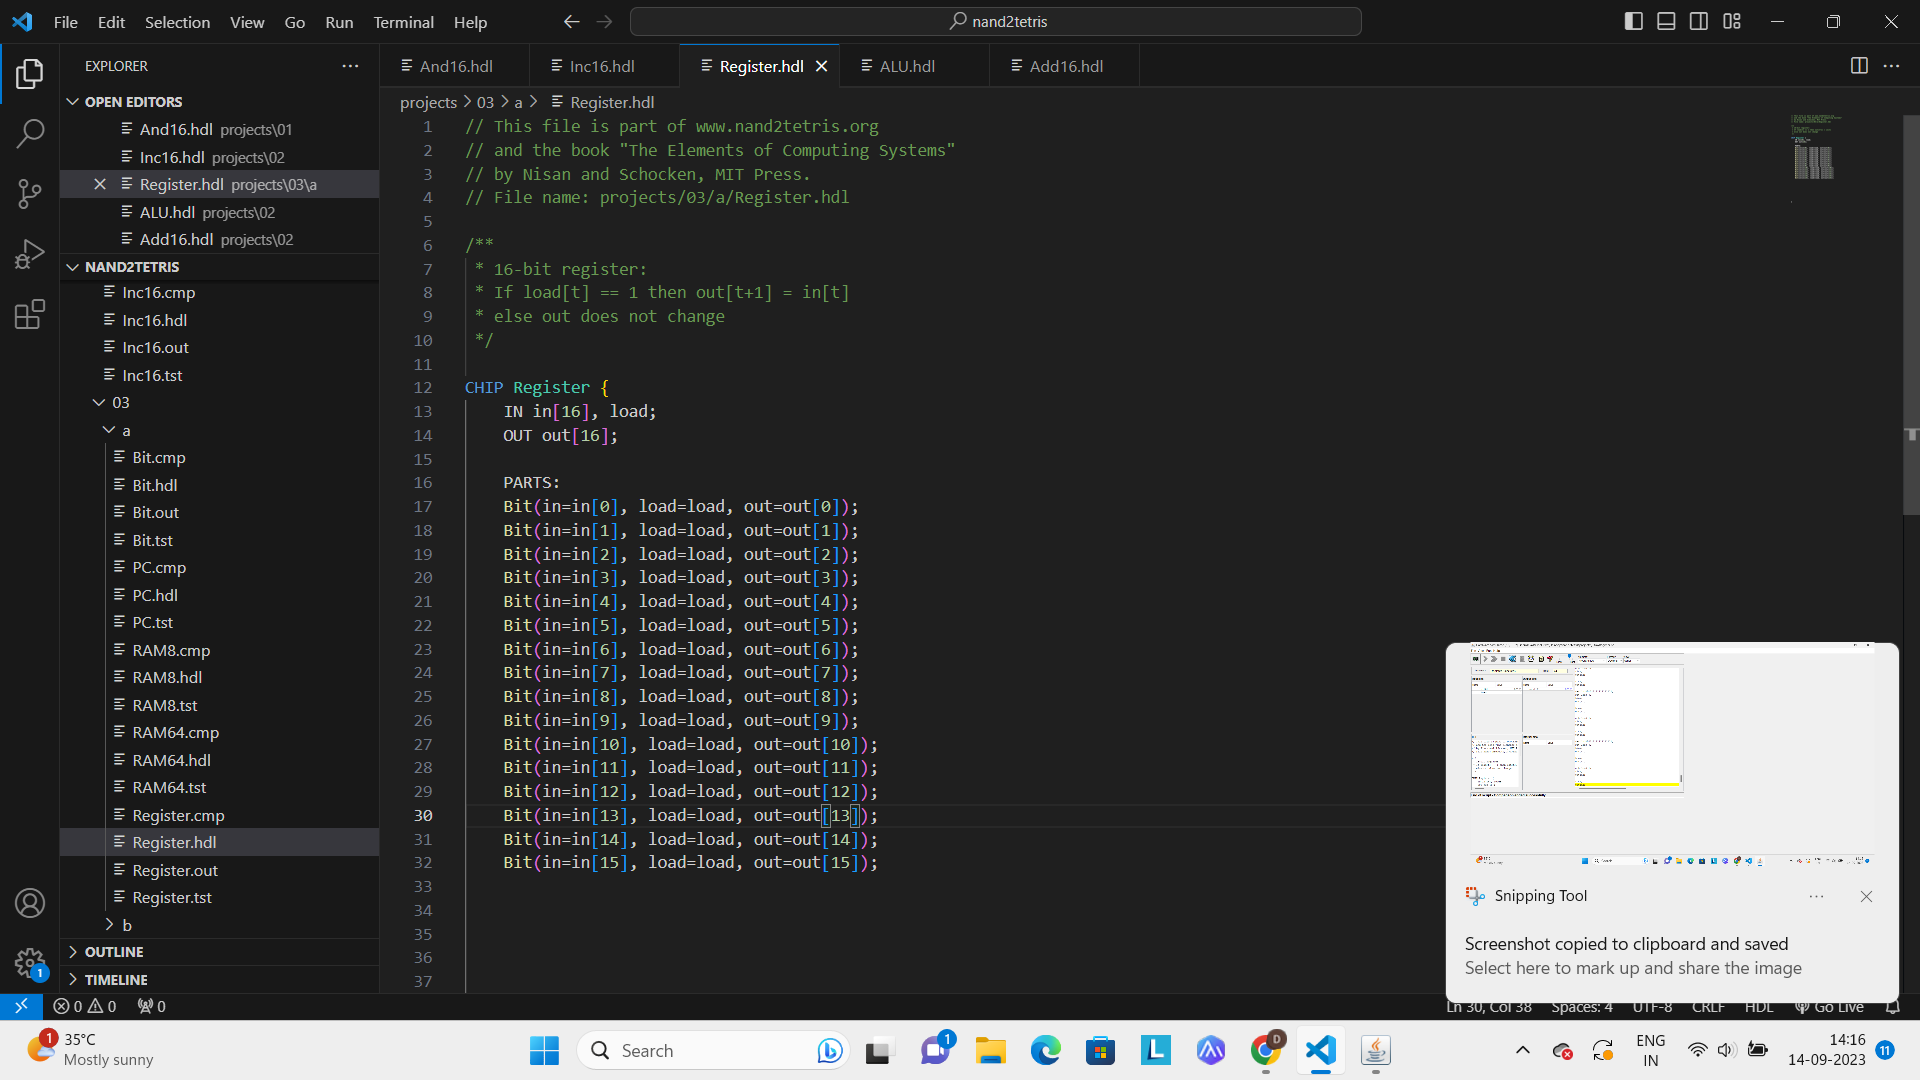 File Edit Selection View Go Run Terminal Help
nand2tetris
EXPLORER
OPEN EDITORS
And16.hdl projects\01
Inc16.hdl projects\02
Register.hdl projects\03\a
ALU.hdl projects\02
Add16.hdl projects\02
NAND2TETRIS
Inc16.cmp
Inc16.hdl
Inc16.out
Inc16.tst
03
a
Bit.cmp
Bit.hdl
Bit.out
Bit.tst
PC.cmp
PC.hdl
PC.tst
RAM8.cmp
RAM8.hdl
RAM8.tst
RAM64.cmp
RAM64.hdl
RAM64.tst
Register.cmp
Register.hdl
Register.out
Register.tst
b
OUTLINE
TIMELINE
And16.hdl Inc16.hdl Register.hdl ALU.hdl Add16.hdl
projects > 03 > a > Register.hdl
1 // This file is part of www.nand2tetris.org
2 // and the book "The Elements of Computing Systems"
3 // by Nisan and Schocken, MIT Press.
4 // File name: projects/03/a/Register.hdl
5
6 /**
7 * 16-bit register:
8 * If load[t] == 1 then out[t+1] = in[t]
9 * else out does not change
10 */
11
12 CHIP Register {
13 IN in[16], load;
14 OUT out[16];
15
16 PARTS:
17 Bit(in=in[0], load=load, out=out[0]);
18 Bit(in=in[1], load=load, out=out[1]);
19 Bit(in=in[2], load=load, out=out[2]);
20 Bit(in=in[3], load=load, out=out[3]);
21 Bit(in=in[4], load=load, out=out[4]);
22 Bit(in=in[5], load=load, out=out[5]);
23 Bit(in=in[6], load=load, out=out[6]);
24 Bit(in=in[7], load=load, out=out[7]);
25 Bit(in=in[8], load=load, out=out[8]);
26 Bit(in=in[9], load=load, out=out[9]);
27 Bit(in=in[10], load=load, out=out[10]);
28 Bit(in=in[11], load=load, out=out[11]);
29 Bit(in=in[12], load=load, out=out[12]);
30 Bit(in=in[13], load=load, out=out[13]);
31 Bit(in=in[14], load=load, out=out[14]);
32 Bit(in=in[15], load=load, out=out[15]);
33
34
35
36
37
Snipping Tool
Screenshot copied to clipboard and saved
Select here to mark up and share the image
1
0 0 0
Ln 30, Col 38 Spaces: 4 UTF-8 CRLF HDL Go Live
1
35°C
Mostly sunny
Search
1
D
ENG
IN
14:16
14-09-2023
11